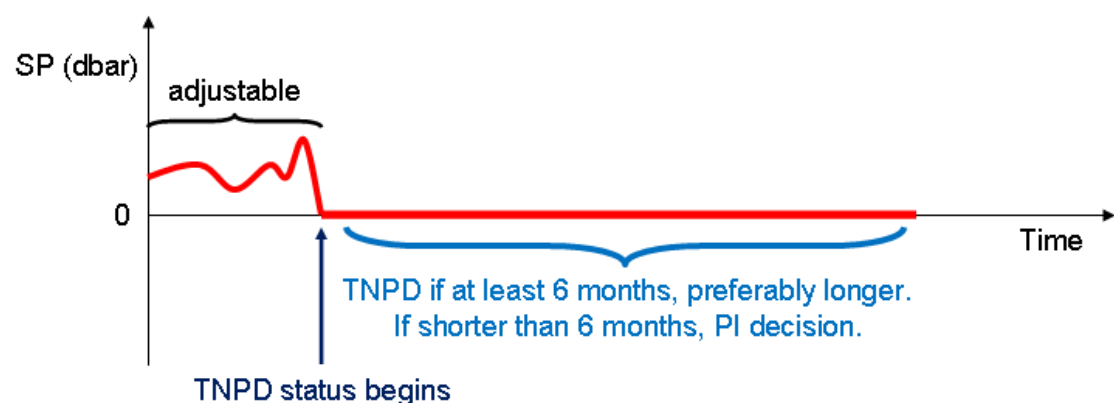 SP (dbar)
adjustable
0
Time
TNPD if at least 6 months, preferably longer.
If shorter than 6 months, PI decision.
TNPD status begins